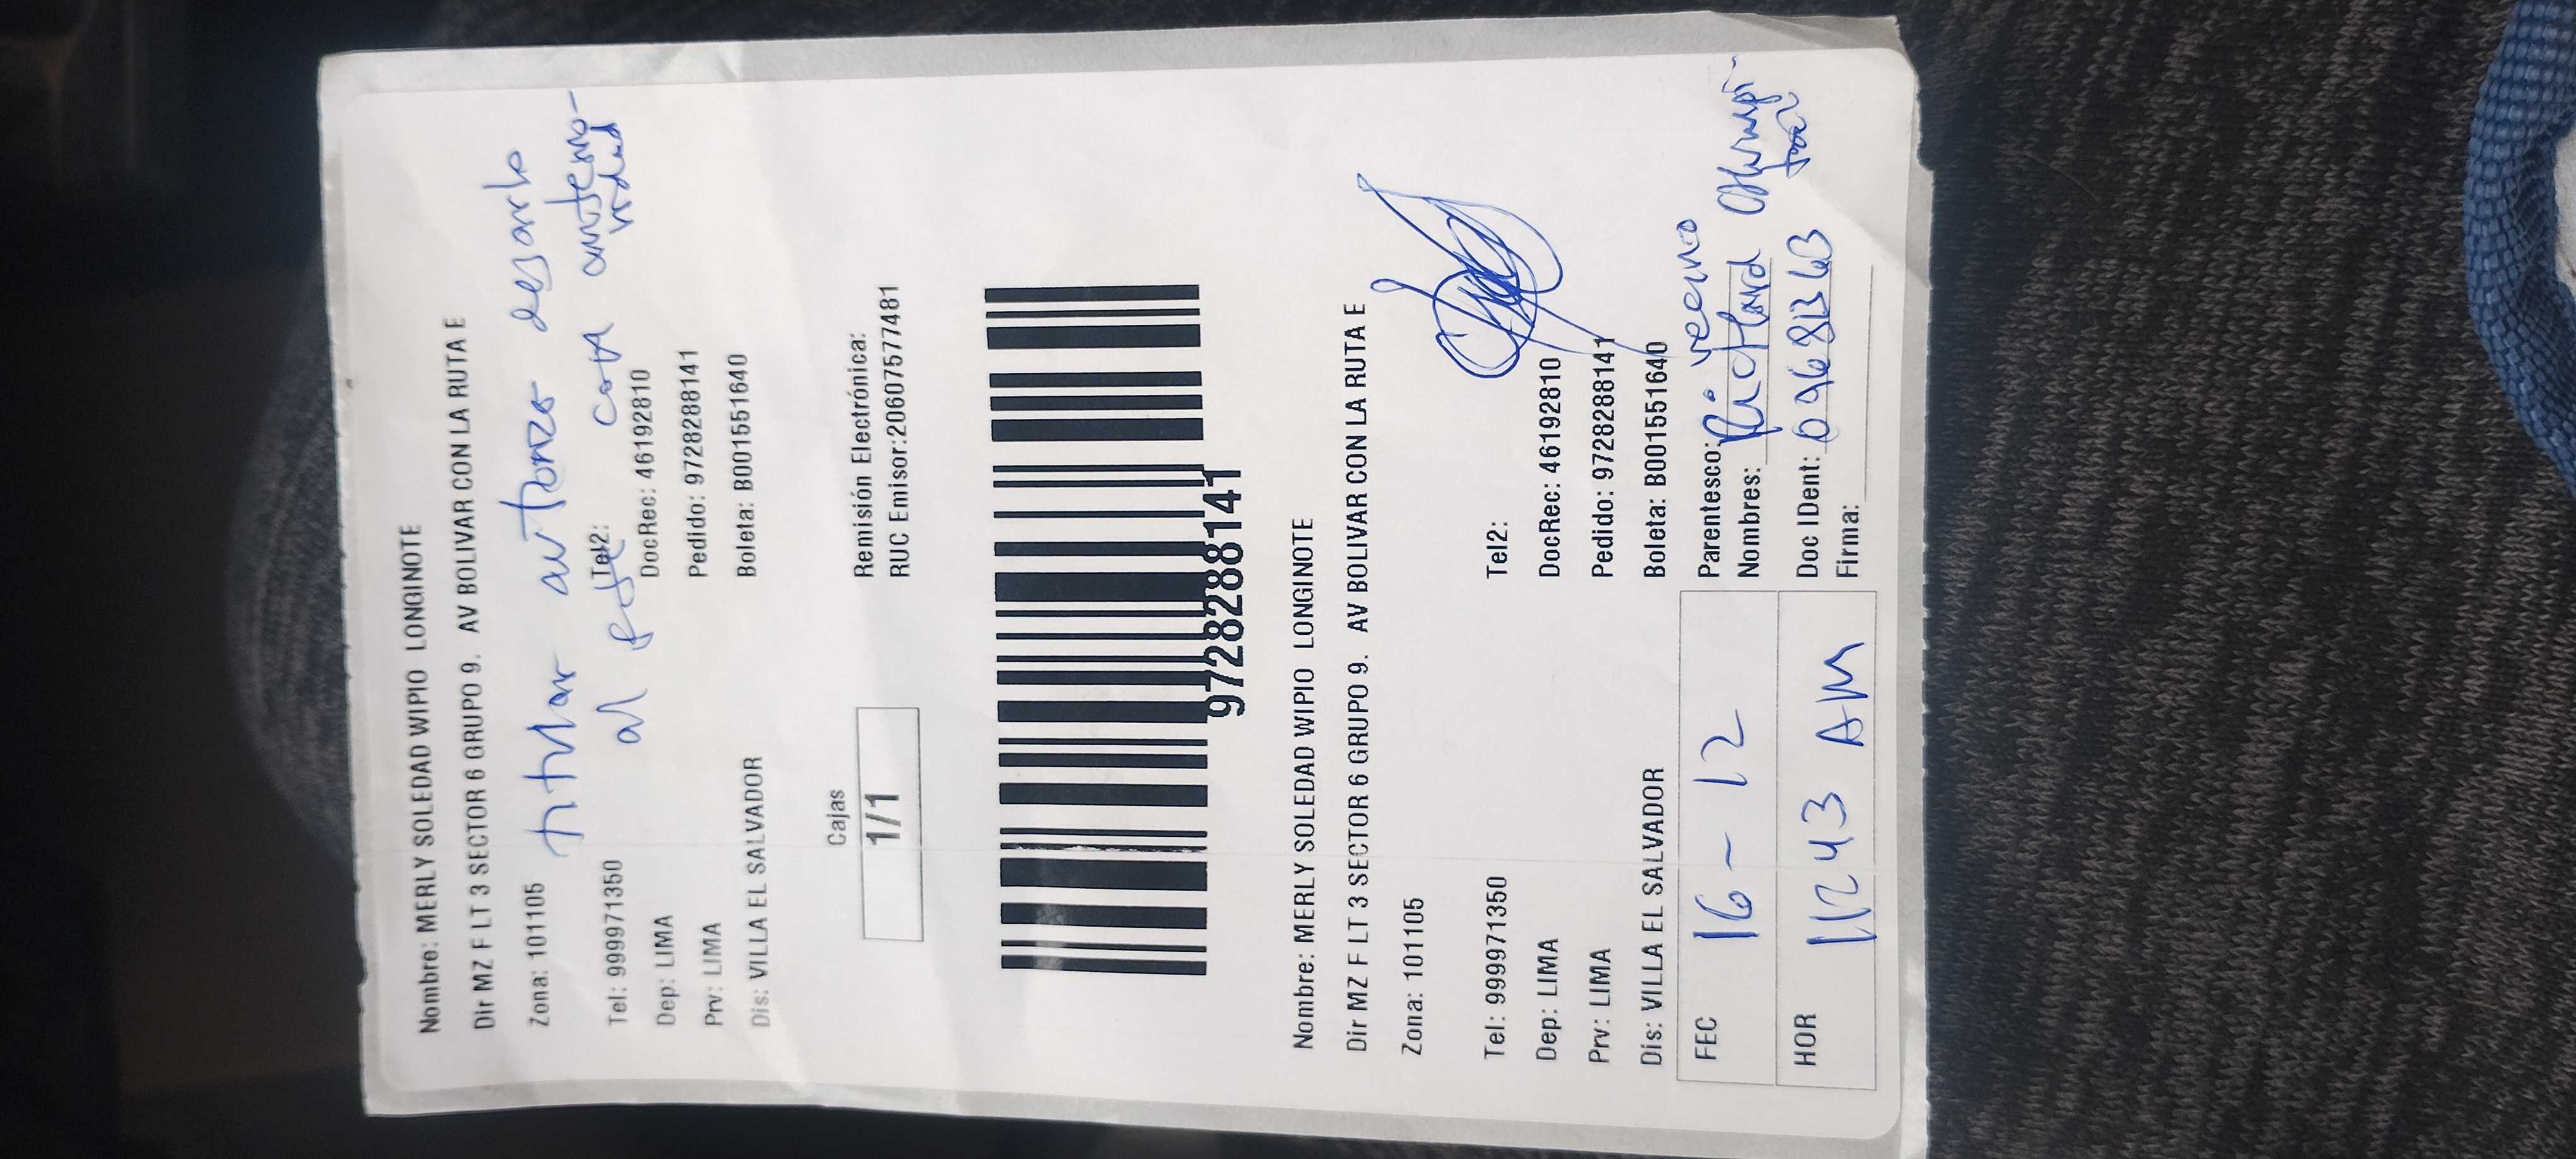 Nombre: MERLY SOLEDAD WIPIO LONGINOTE
Dir MZ F LT 3 SECTOR 6 GRUPO 9. AV BOLIVAR CON LA RUTA E
Zona: 101105
titular autorizo dejarlo
Tel: 999971350 Tel2:
al con anterio-
ridad
Dep: LIMA DocRec: 46192810
Prv: LIMA Pedido: 9728288141
Dis: VILLA EL SALVADOR Boleta: B001551640
Cajas
1/1
Remisión Electrónica:
RUC Emisor:20607577481
9728288141
Nombre: MERLY SOLEDAD WIPIO LONGINOTE
Dir MZ F LT 3 SECTOR 6 GRUPO 9. AV BOLIVAR CON LA RUTA E
Zona: 101105
Tel: 999971350 Tel2:
Dep: LIMA DocRec: 46192810
Prv: LIMA Pedido: 9728288141
Dis: VILLA EL SALVADOR Boleta: B001551640
FEC 16-12
Parentesco: vecino
Nombres: Richard
HOR 11243 AM
Doc IDent:
Firma: